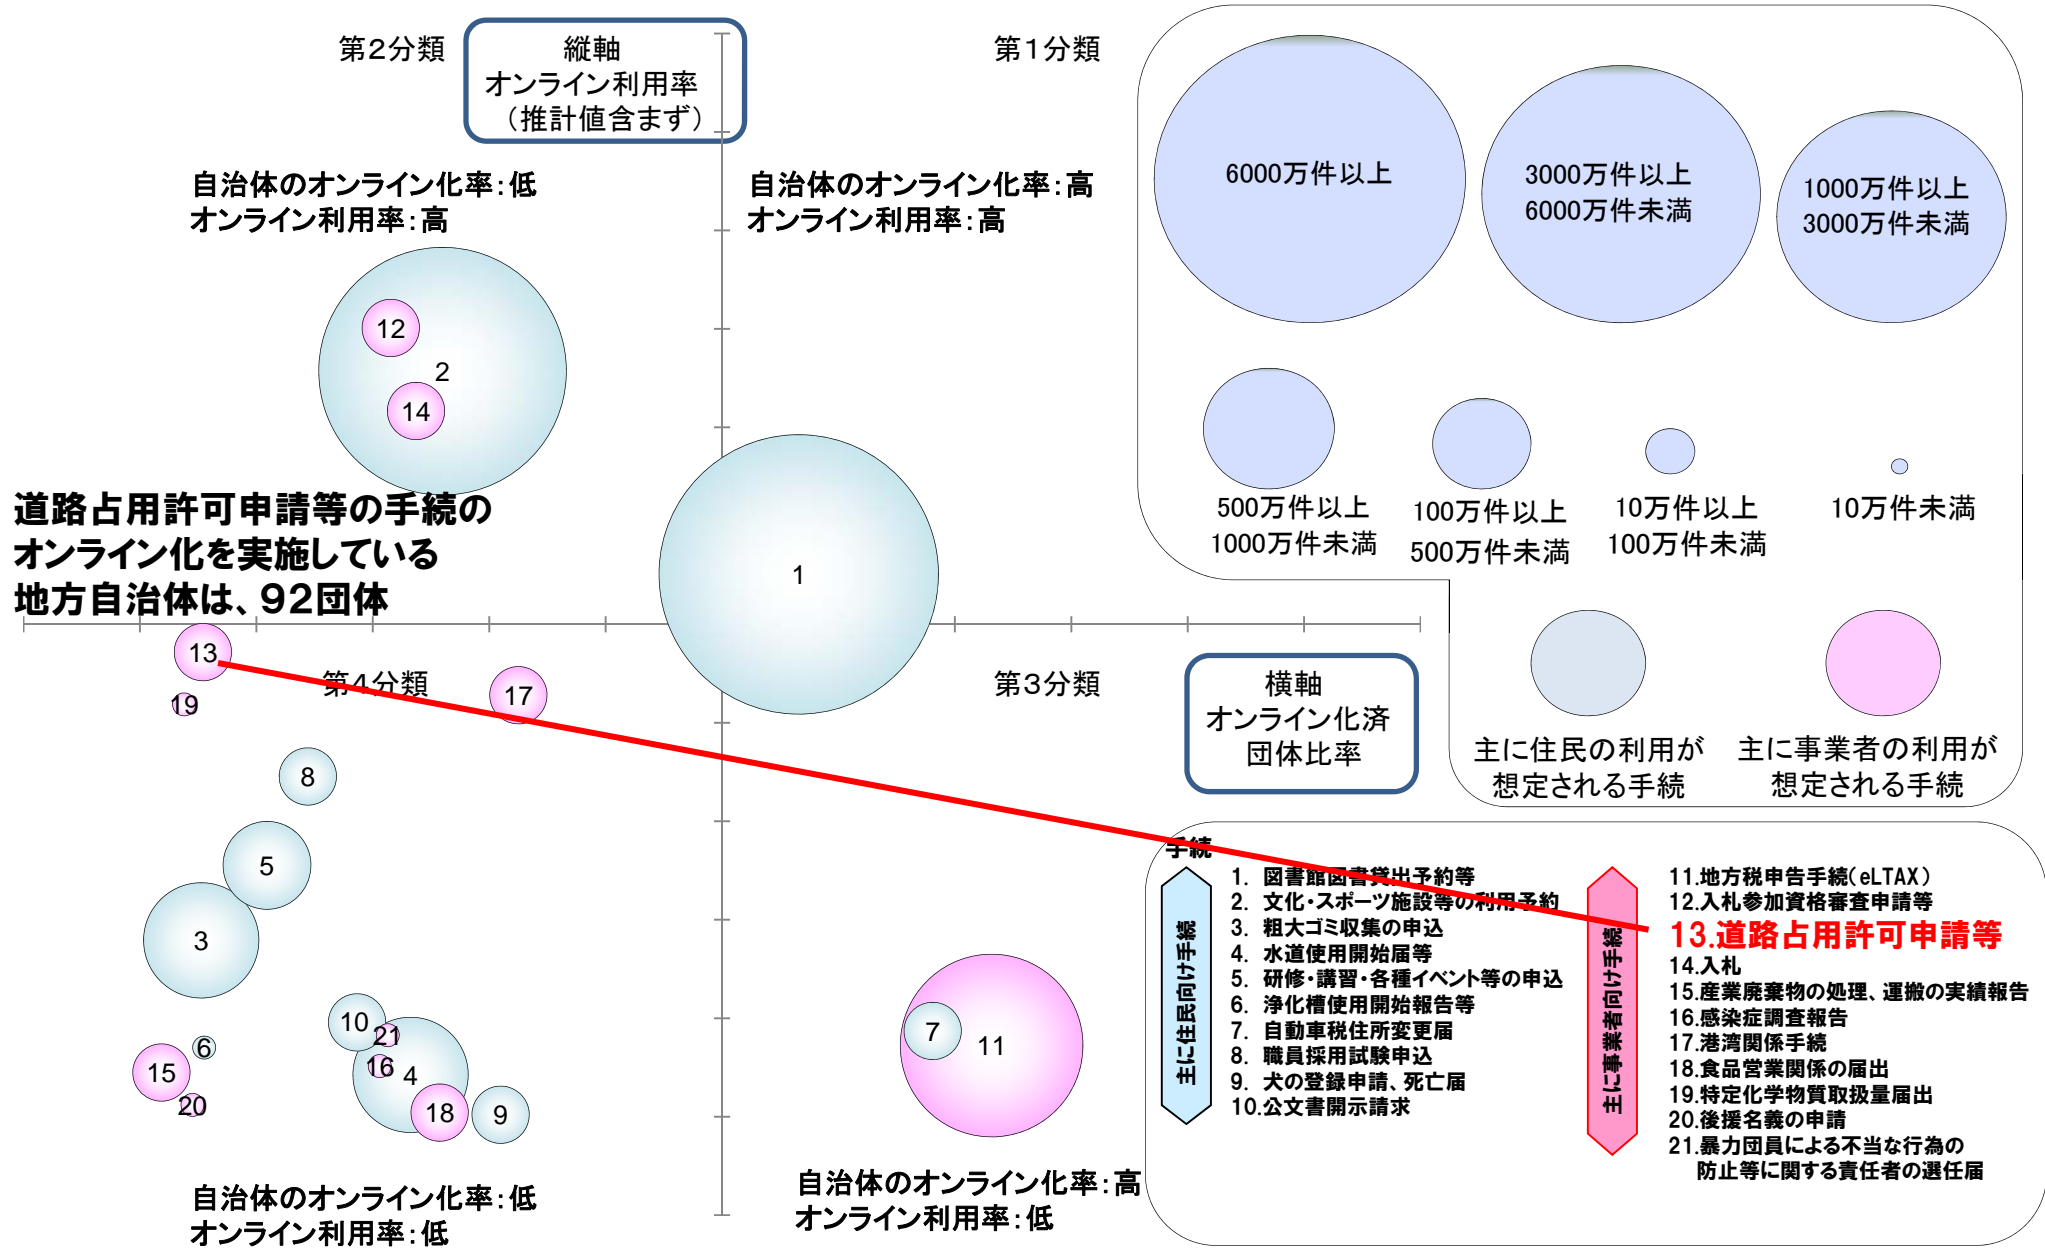 第2分類
縦軸
オンライン利用率
（推計値含まず）
第1分類
自治体のオンライン化率：低
オンライン利用率：高
自治体のオンライン化率：高
オンライン利用率：高
6000万件以上
3000万件以上
6000万件未満
1000万件以上
3000万件未満
12
2
14
500万件以上
1000万件未満
100万件以上
500万件未満
10万件以上
100万件未満
10万件未満
道路占用許可申請等の手続の
オンライン化を実施している
地方自治体は、92団体
1
13
19
第4分類
17
第3分類
横軸
オンライン化済
団体比率
主に住民の利用が
想定される手続
主に事業者の利用が
想定される手続
8
5
3
10
21
6
16
4
15
20
18
9
7
11
自治体のオンライン化率：低
オンライン利用率：低
自治体のオンライン化率：高
オンライン利用率：低
手続
主に住民向け手続
1. 図書館図書貸出予約等
2. 文化・スポーツ施設等の利用予約
3. 粗大ゴミ収集の申込
4. 水道使用開始届等
5. 研修・講習・各種イベント等の申込
6. 浄化槽使用開始報告等
7. 自動車税住所変更届
8. 職員採用試験申込
9. 犬の登録申請、死亡届
10.公文書開示請求
主に事業者向け手続
11.地方税申告手続（eLTAX）
12.入札参加資格審査申請等
13.道路占用許可申請等
14.入札
15.産業廃棄物の処理、運搬の実績報告
16.感染症調査報告
17.港湾関係手続
18.食品営業関係の届出
19.特定化学物質取扱量届出
20.後援名義の申請
21.暴力団員による不当な行為の
防止等に関する責任者の選任届